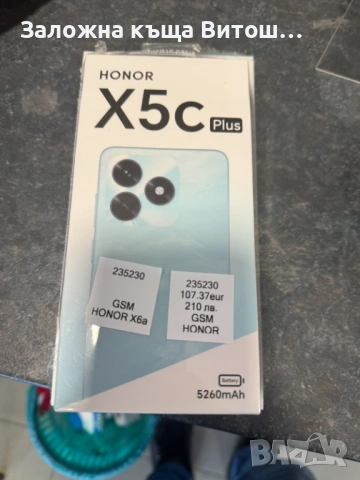 Заложна къща Витош...
HONOR
X5c Plus
235230
GSM
HONOR X6a
235230
107.37eur
210 лв.
GSM
HONOR
Battery
5260mAh
BAZAR